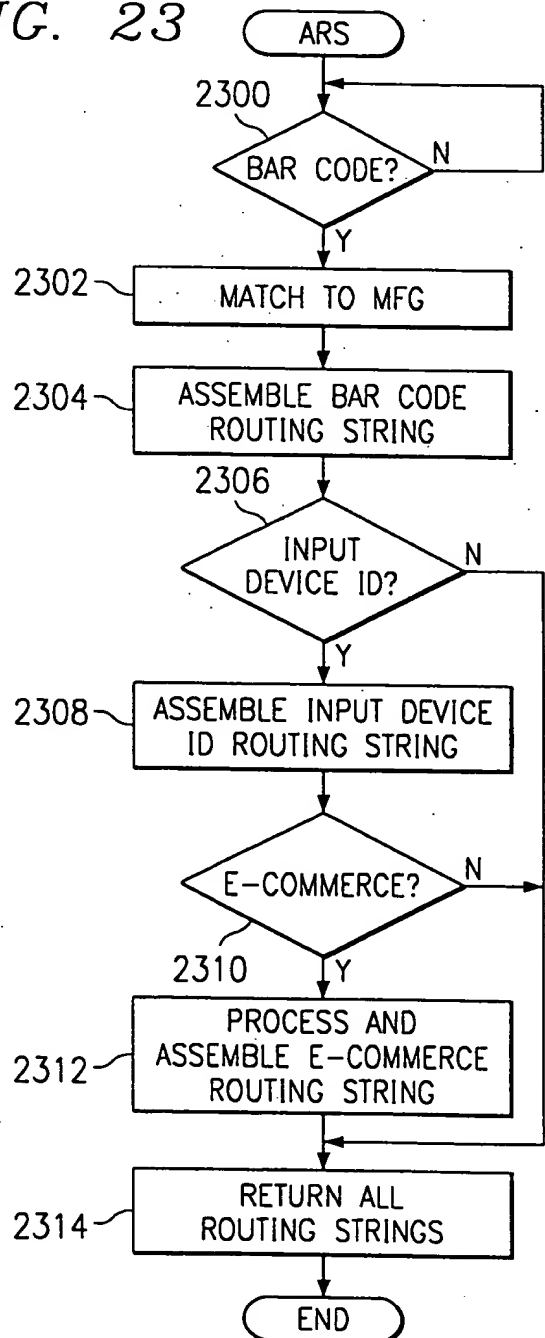 FIG. 23
ARS
2300
BAR CODE?
N
Y
2302
MATCH TO MFG
2304
ASSEMBLE BAR CODE
ROUTING STRING
2306
INPUT
DEVICE ID?
N
Y
2308
ASSEMBLE INPUT DEVICE
ID ROUTING STRING
E-COMMERCE?
N
2310
Y
2312
PROCESS AND
ASSEMBLE E-COMMERCE
ROUTING STRING
2314
RETURN ALL
ROUTING STRINGS
END